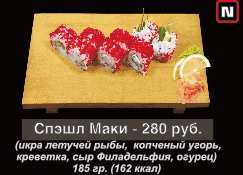 N
Спэшл Маки - 280 руб.
(икра летучей рыбы, копченый угорь,
креветка, сыр Филадельфия, огурец)
185 гр. (162 ккал)